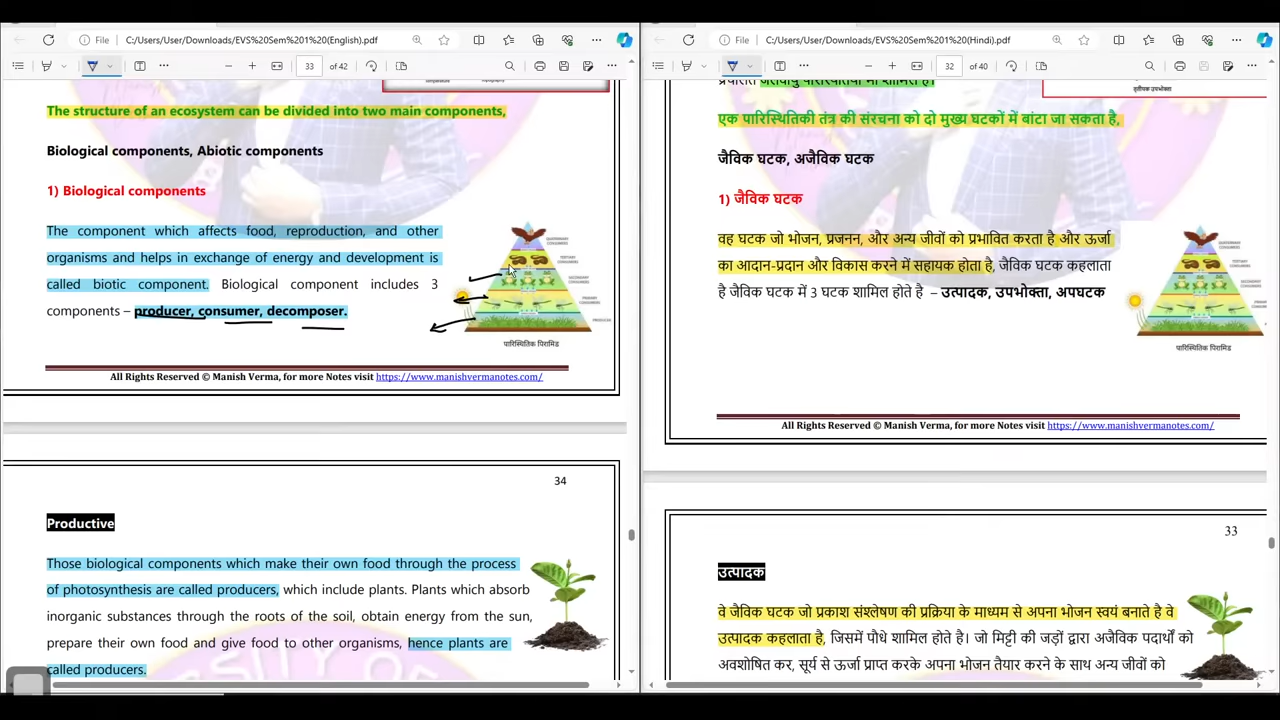 File
C:/Users/User/Downloads/EVS%20Sem%201%20(English).pdf
33 of 42
The structure of an ecosystem can be divided into two main components,
Biological components, Abiotic components
1) Biological components
The component which affects food, reproduction, and other
organisms and helps in exchange of energy and development is
called biotic component. Biological component includes 3
components – producer, consumer, decomposer.
पारिस्थितिक पिरामिड
All Rights Reserved © Manish Verma, for more Notes visit https://www.manishvermanotes.com/
34
Productive
Those biological components which make their own food through the process
of photosynthesis are called producers, which include plants. Plants which absorb
inorganic substances through the roots of the soil, obtain energy from the sun,
prepare their own food and give food to other organisms, hence plants are
called producers.
File
C:/Users/User/Downloads/EVS%20Sem%201%20(Hindi).pdf
32 of 40
तृतीयक उपभोक्ता
एक पारिस्थितिकी तंत्र की संरचना को दो मुख्य घटकों में बांटा जा सकता है,
जैविक घटक, अजैविक घटक
1) जैविक घटक
वह घटक जो भोजन, प्रजनन, और अन्य जीवों को प्रभावित करता है और ऊर्जा
का आदान-प्रदान और विकास करने में सहायक होता है, जैविक घटक कहलाता
है जैविक घटक में 3 घटक शामिल होते है – उत्पादक, उपभोक्ता, अपघटक
पारिस्थितिक पिरामिड
All Rights Reserved © Manish Verma, for more Notes visit https://www.manishvermanotes.com/
33
उत्पादक
वे जैविक घटक जो प्रकाश संश्लेषण की प्रक्रिया के माध्यम से अपना भोजन स्वयं बनाते है वे
उत्पादक कहलाता है, जिसमें पौधे शामिल होते है। जो मिट्टी की जड़ों द्वारा अजैविक पदार्थों को
अवशोषित कर, सूर्य से ऊर्जा प्राप्त करके अपना भोजन तैयार करने के साथ अन्य जीवों को